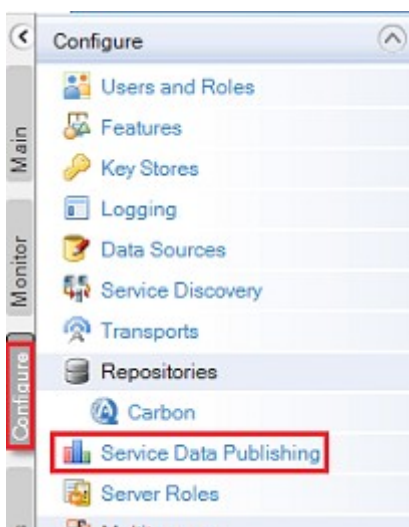 Configure
Users and Roles
Features
Key Stores
Logging
Data Sources
Service Discovery
Transports
Repositories
Carbon
Service Data Publishing
Server Roles
Main
Monitor
Configure